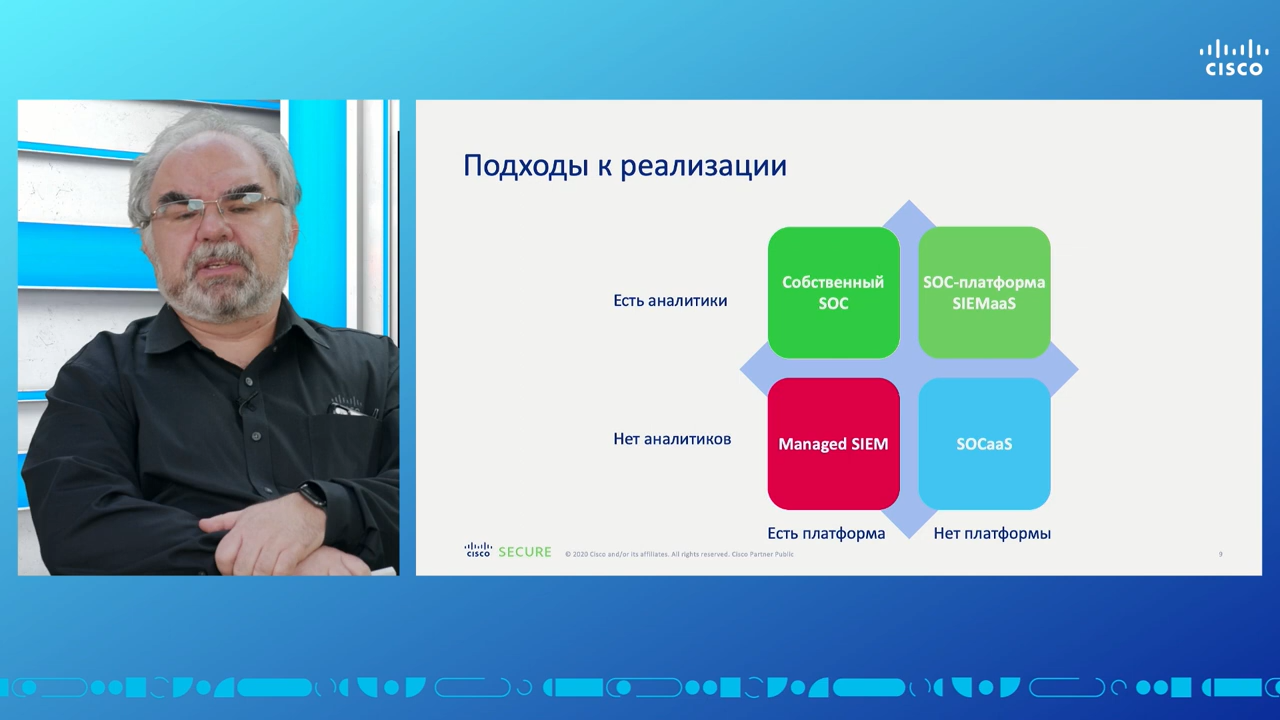 CISCO
Подходы к реализации
Собственный
SOC
SOC-платформа
SIEMaaS
Есть аналитики
Нет аналитиков
Managed SIEM
SOCaaS
Есть платформа
Нет платформы
CISCO SECURE © 2020 Cisco and/or its affiliates. All rights reserved. Cisco Partner Public 9